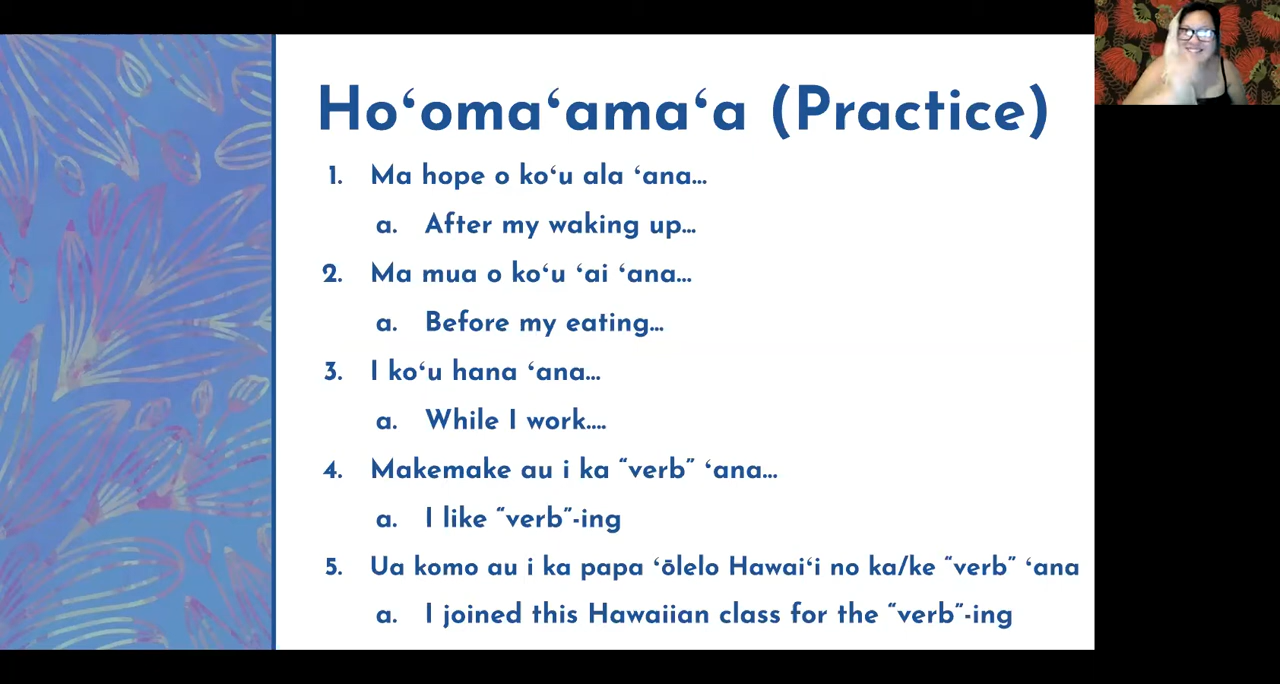 Hoʻomaʻamaʻa (Practice)
1. Ma hope o koʻu ala ʻana...
a. After my waking up...
2. Ma mua o koʻu ʻai ʻana...
a. Before my eating...
3. I koʻu hana ʻana...
a. While I work....
4. Makemake au i ka “verb” ʻana...
a. I like “verb”-ing
5. Ua komo au i ka papa ʻōlelo Hawaiʻi no ka/ke “verb” ʻana
a. I joined this Hawaiian class for the “verb”-ing